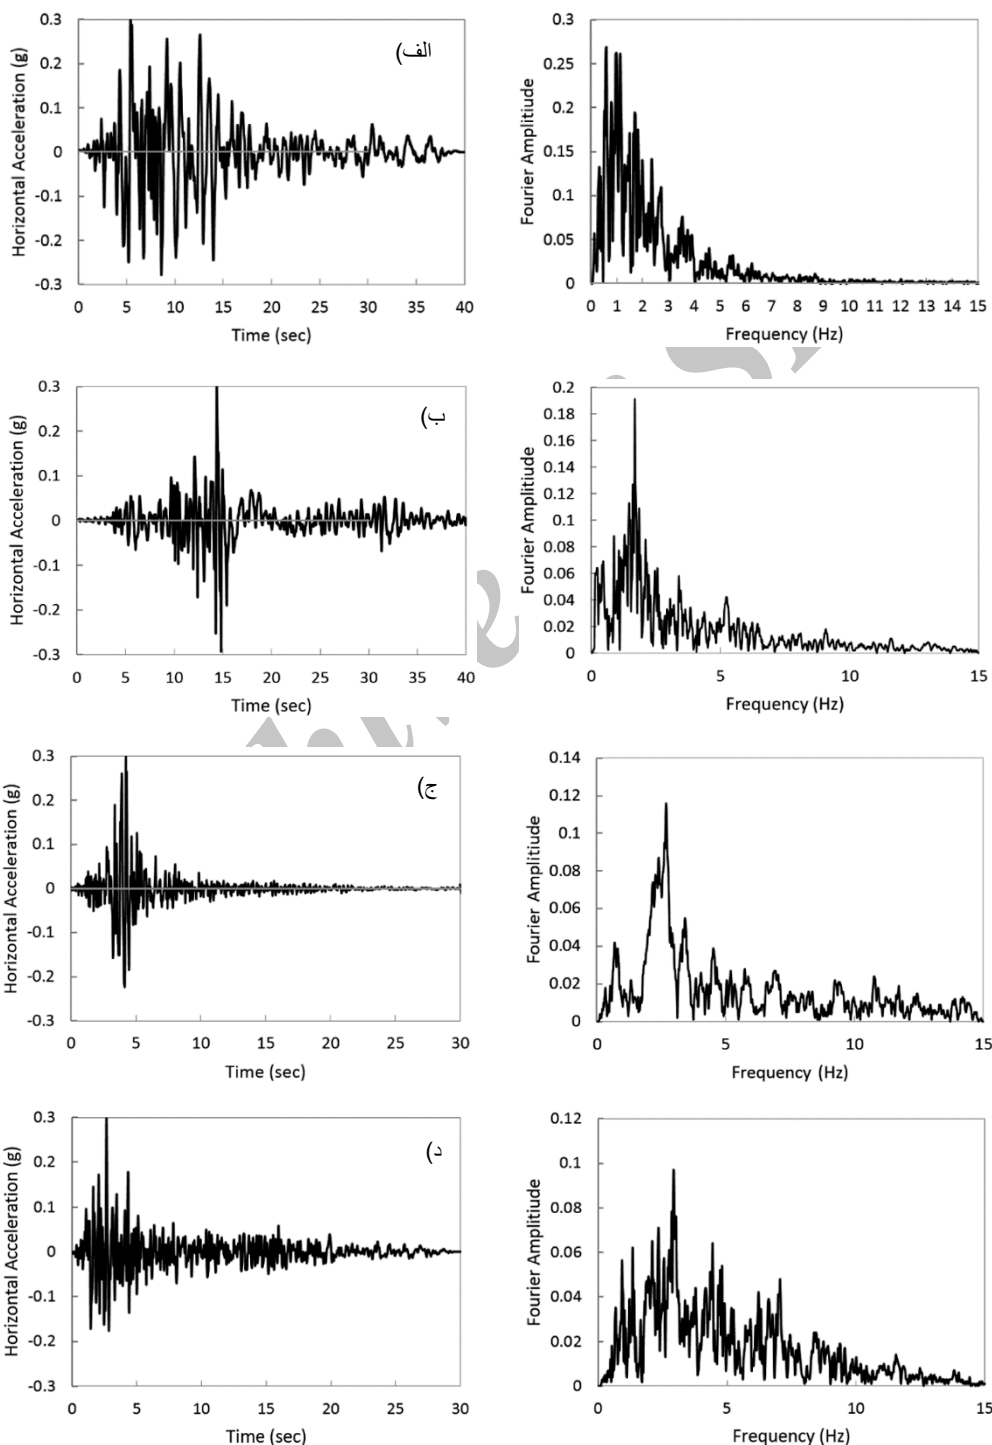 الف)
Horizontal Acceleration (g)
0.3
0.2
0.1
0
-0.1
-0.2
-0.3
0 5 10 15 20 25 30 35 40
Time (sec)
Fourier Amplitiude
0.3
0.25
0.2
0.15
0.1
0.05
0
0 1 2 3 4 5 6 7 8 9 10 11 12 13 14 15
Frequency (Hz)
ب)
Horizontal Acceleration (g)
0.3
0.2
0.1
0
-0.1
-0.2
-0.3
0 5 10 15 20 25 30 35 40
Time (sec)
Fourier Amplitiude
0.2
0.18
0.16
0.14
0.12
0.1
0.08
0.06
0.04
0.02
0
0 5 10 15
Frequency (Hz)
ج)
Horizontal Acceleration (g)
0.3
0.2
0.1
0
-0.1
-0.2
-0.3
0 5 10 15 20 25 30
Time (sec)
Fourier Amplitiude
0.14
0.12
0.1
0.08
0.06
0.04
0.02
0
0 5 10 15
Frequency (Hz)
د)
Horizontal Acceleration (g)
0.3
0.2
0.1
0
-0.1
-0.2
-0.3
0 5 10 15 20 25 30
Time (sec)
Fourier Amplitiude
0.12
0.1
0.08
0.06
0.04
0.02
0
0 5 10 15
Frequency (Hz)